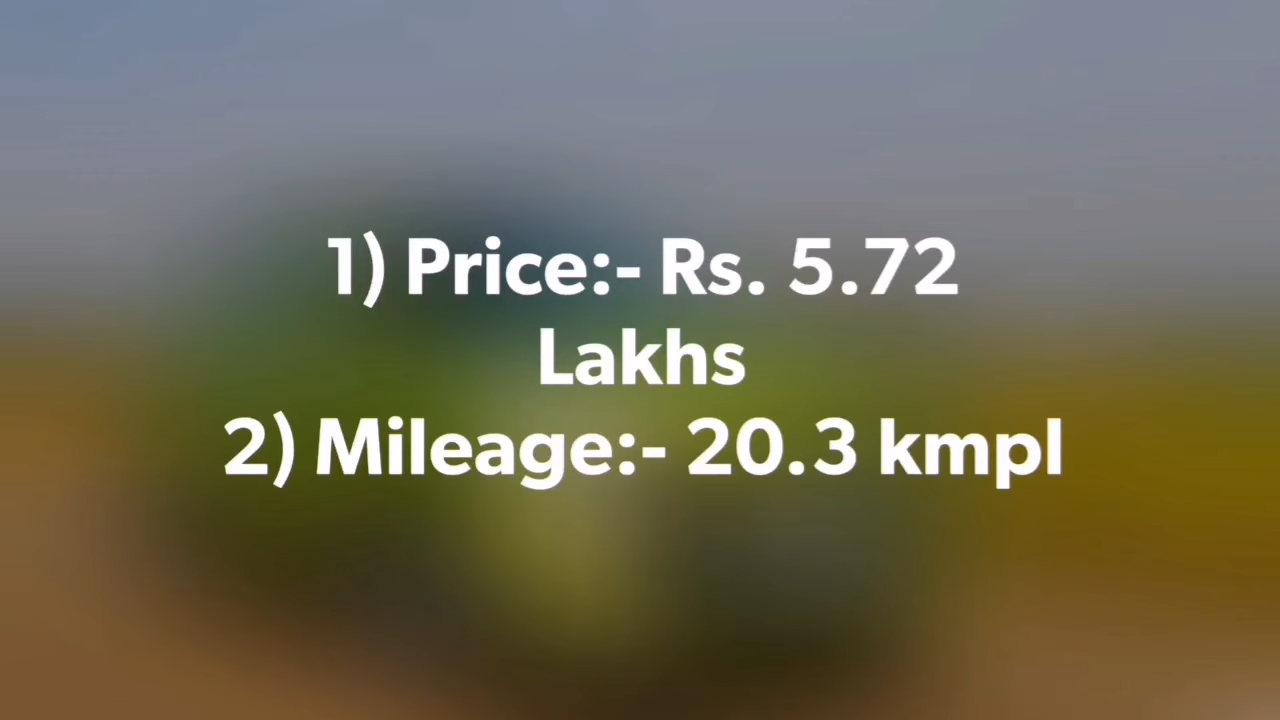 1) Price:- Rs. 5.72
Lakhs
2) Mileage:- 20.3 kmpl